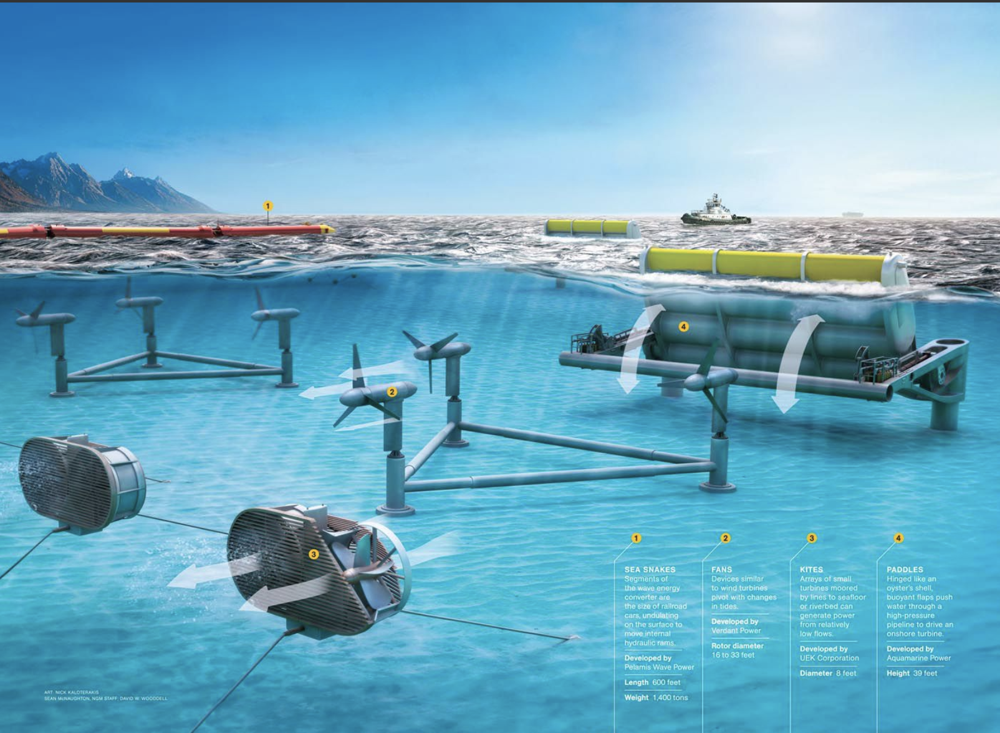 1
4
2
3
1
SEA SNAKES
Segments of
the wave energy
converter are
the size of railroad
cars, undulating
on the surface to
move internal
hydraulic rams.
Developed by
Pelamis Wave Power
Length 600 feet
Weight 1,400 tons
2
FANS
Devices similar
to wind turbines
pivot with changes
in tides.
Developed by
Verdant Power
Rotor diameter
16 to 33 feet
3
KITES
Arrays of small
turbines moored
by lines to seafloor
or riverbed can
generate power
from relatively
low flows.
Developed by
UEK Corporation
Diameter 8 feet
4
PADDLES
Hinged like an
oyster's shell,
buoyant flaps push
water through a
high-pressure
pipeline to drive an
onshore turbine.
Developed by
Aquamarine Power
Height 39 feet
ART: NICK KALOTERAKIS
SEAN McNAUGHTON, NGM STAFF; DAVID W. WOODDELL